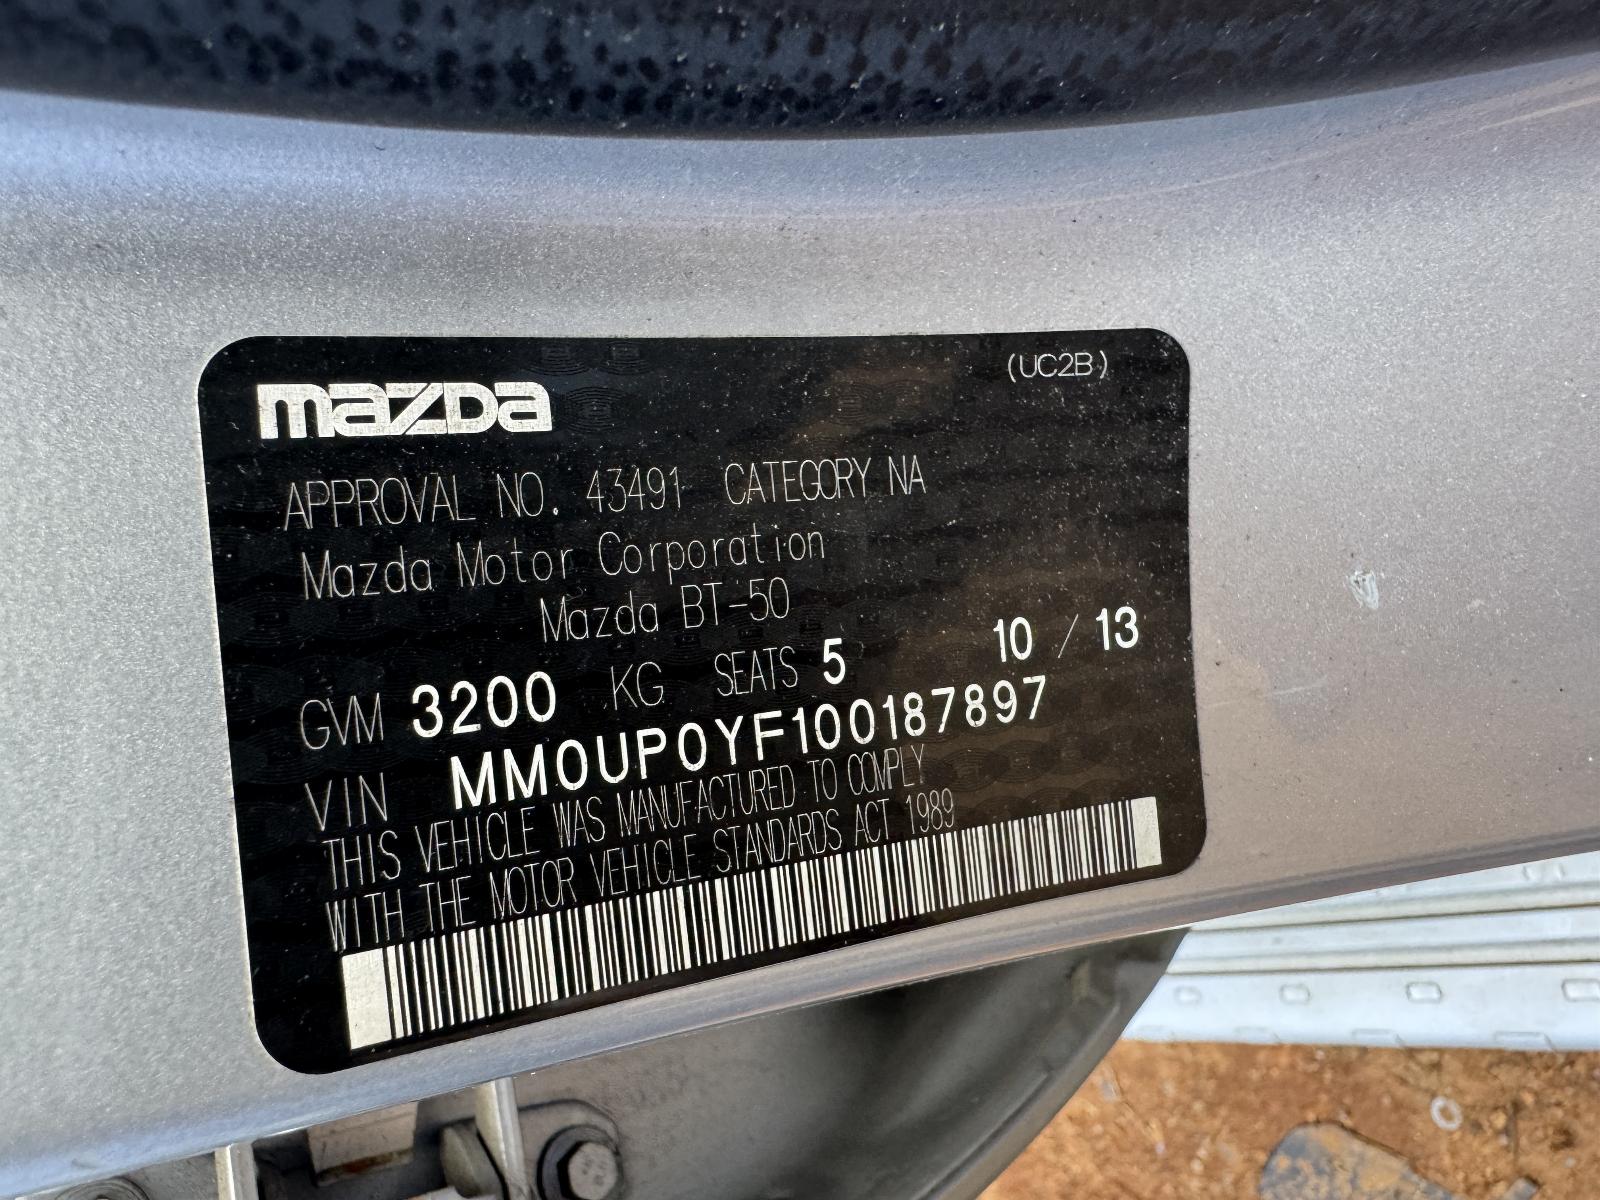 mazda
(UC2B)
APPROVAL NO. 43491 CATEGORY NA
Mazda Motor Corporation
Mazda BT-50
GVM 3200 KG SEATS 5 10 / 13
VIN MM0UP0YF100187897
THIS VEHICLE WAS MANUFACTURED TO COMPLY
WITH THE MOTOR VEHICLE STANDARDS ACT 1989